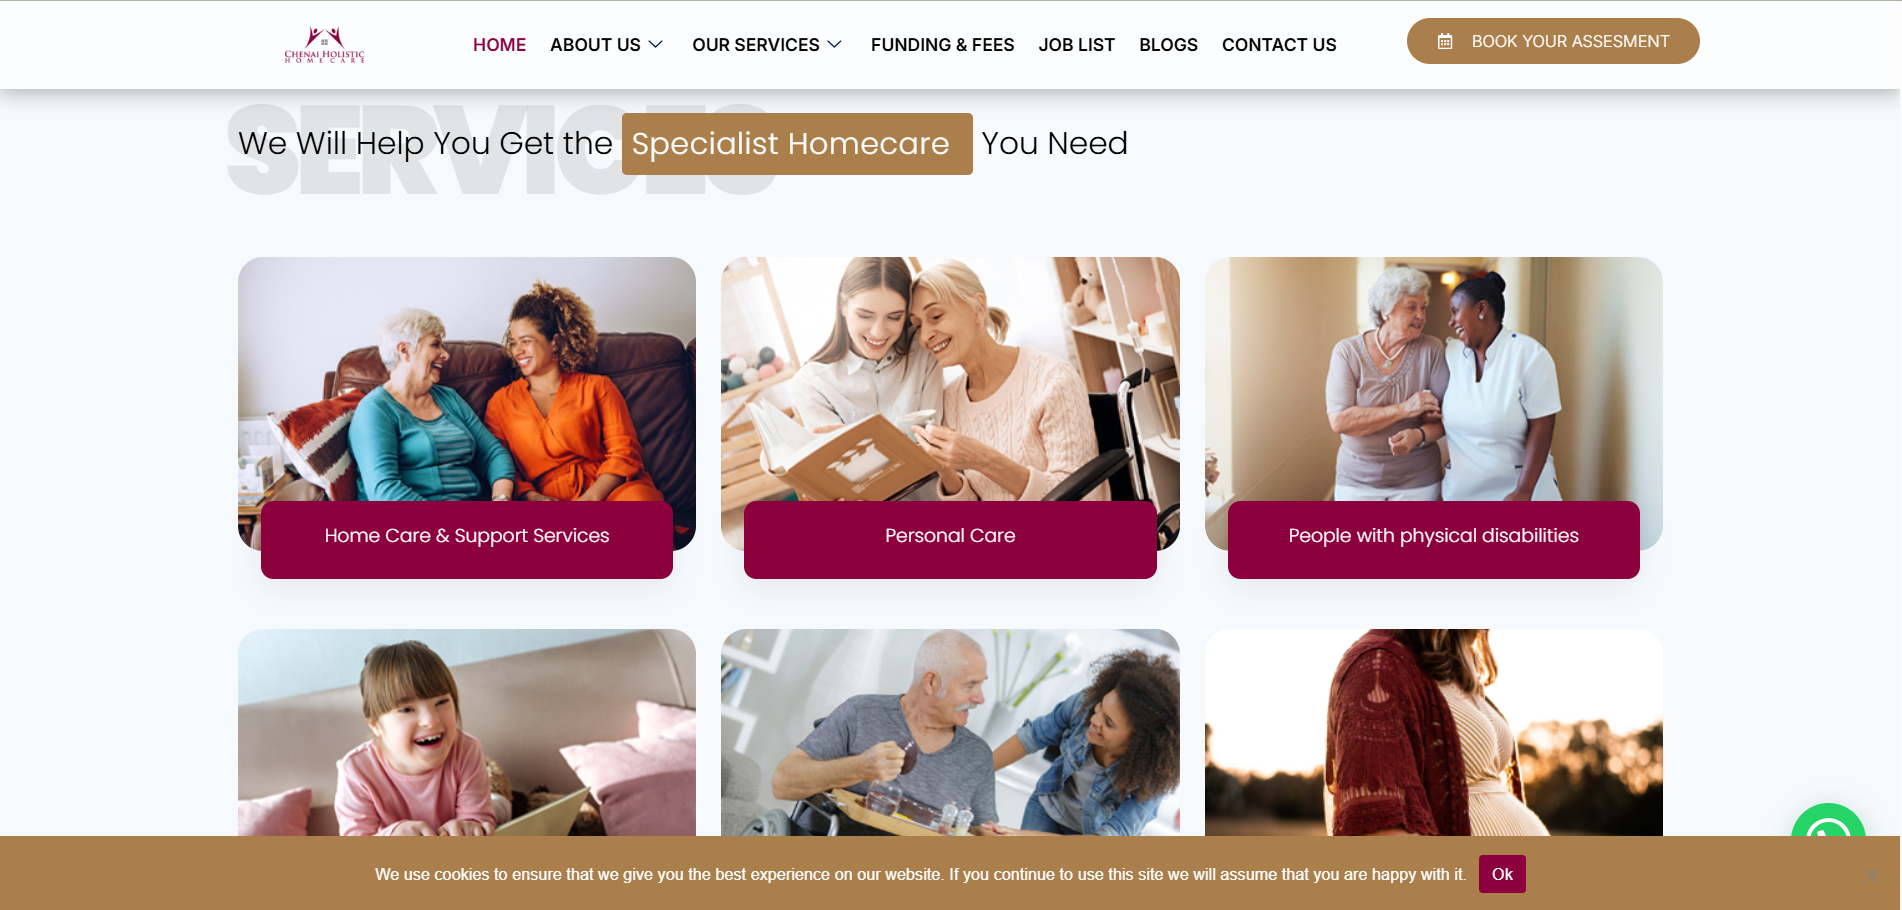 CHENAI HOLISTIC
HOMECARE
HOME
ABOUT US
OUR SERVICES
FUNDING & FEES
JOB LIST
BLOGS
CONTACT US
BOOK YOUR ASSESMENT
SERVICES
We Will Help You Get the Specialist Homecare You Need
Home Care & Support Services
Personal Care
People with physical disabilities
We use cookies to ensure that we give you the best experience on our website. If you continue to use this site we will assume that you are happy with it.
Ok